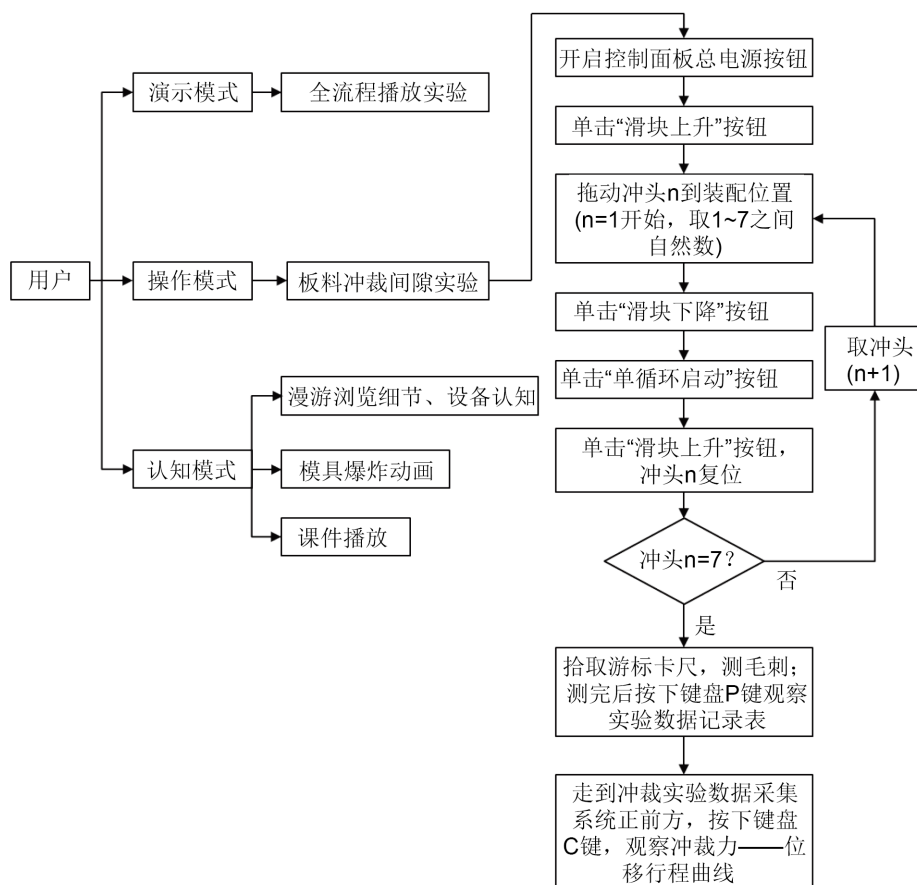 用户
演示模式
全流程播放实验
操作模式
板料冲裁间隙实验
认知模式
漫游浏览细节、设备认知
模具爆炸动画
课件播放
开启控制面板总电源按钮
单击“滑块上升”按钮
拖动冲头n到装配位置
(n=1开始，取1~7之间
自然数)
单击“滑块下降”按钮
单击“单循环启动”按钮
单击“滑块上升”按钮，
冲头n复位
冲头n=7？
否
取冲头
(n+1)
是
拾取游标卡尺，测毛刺；
测完后按下键盘P键观察
实验数据记录表
走到冲裁实验数据采集
系统正前方，按下键盘
C键，观察冲裁力——位
移行程曲线